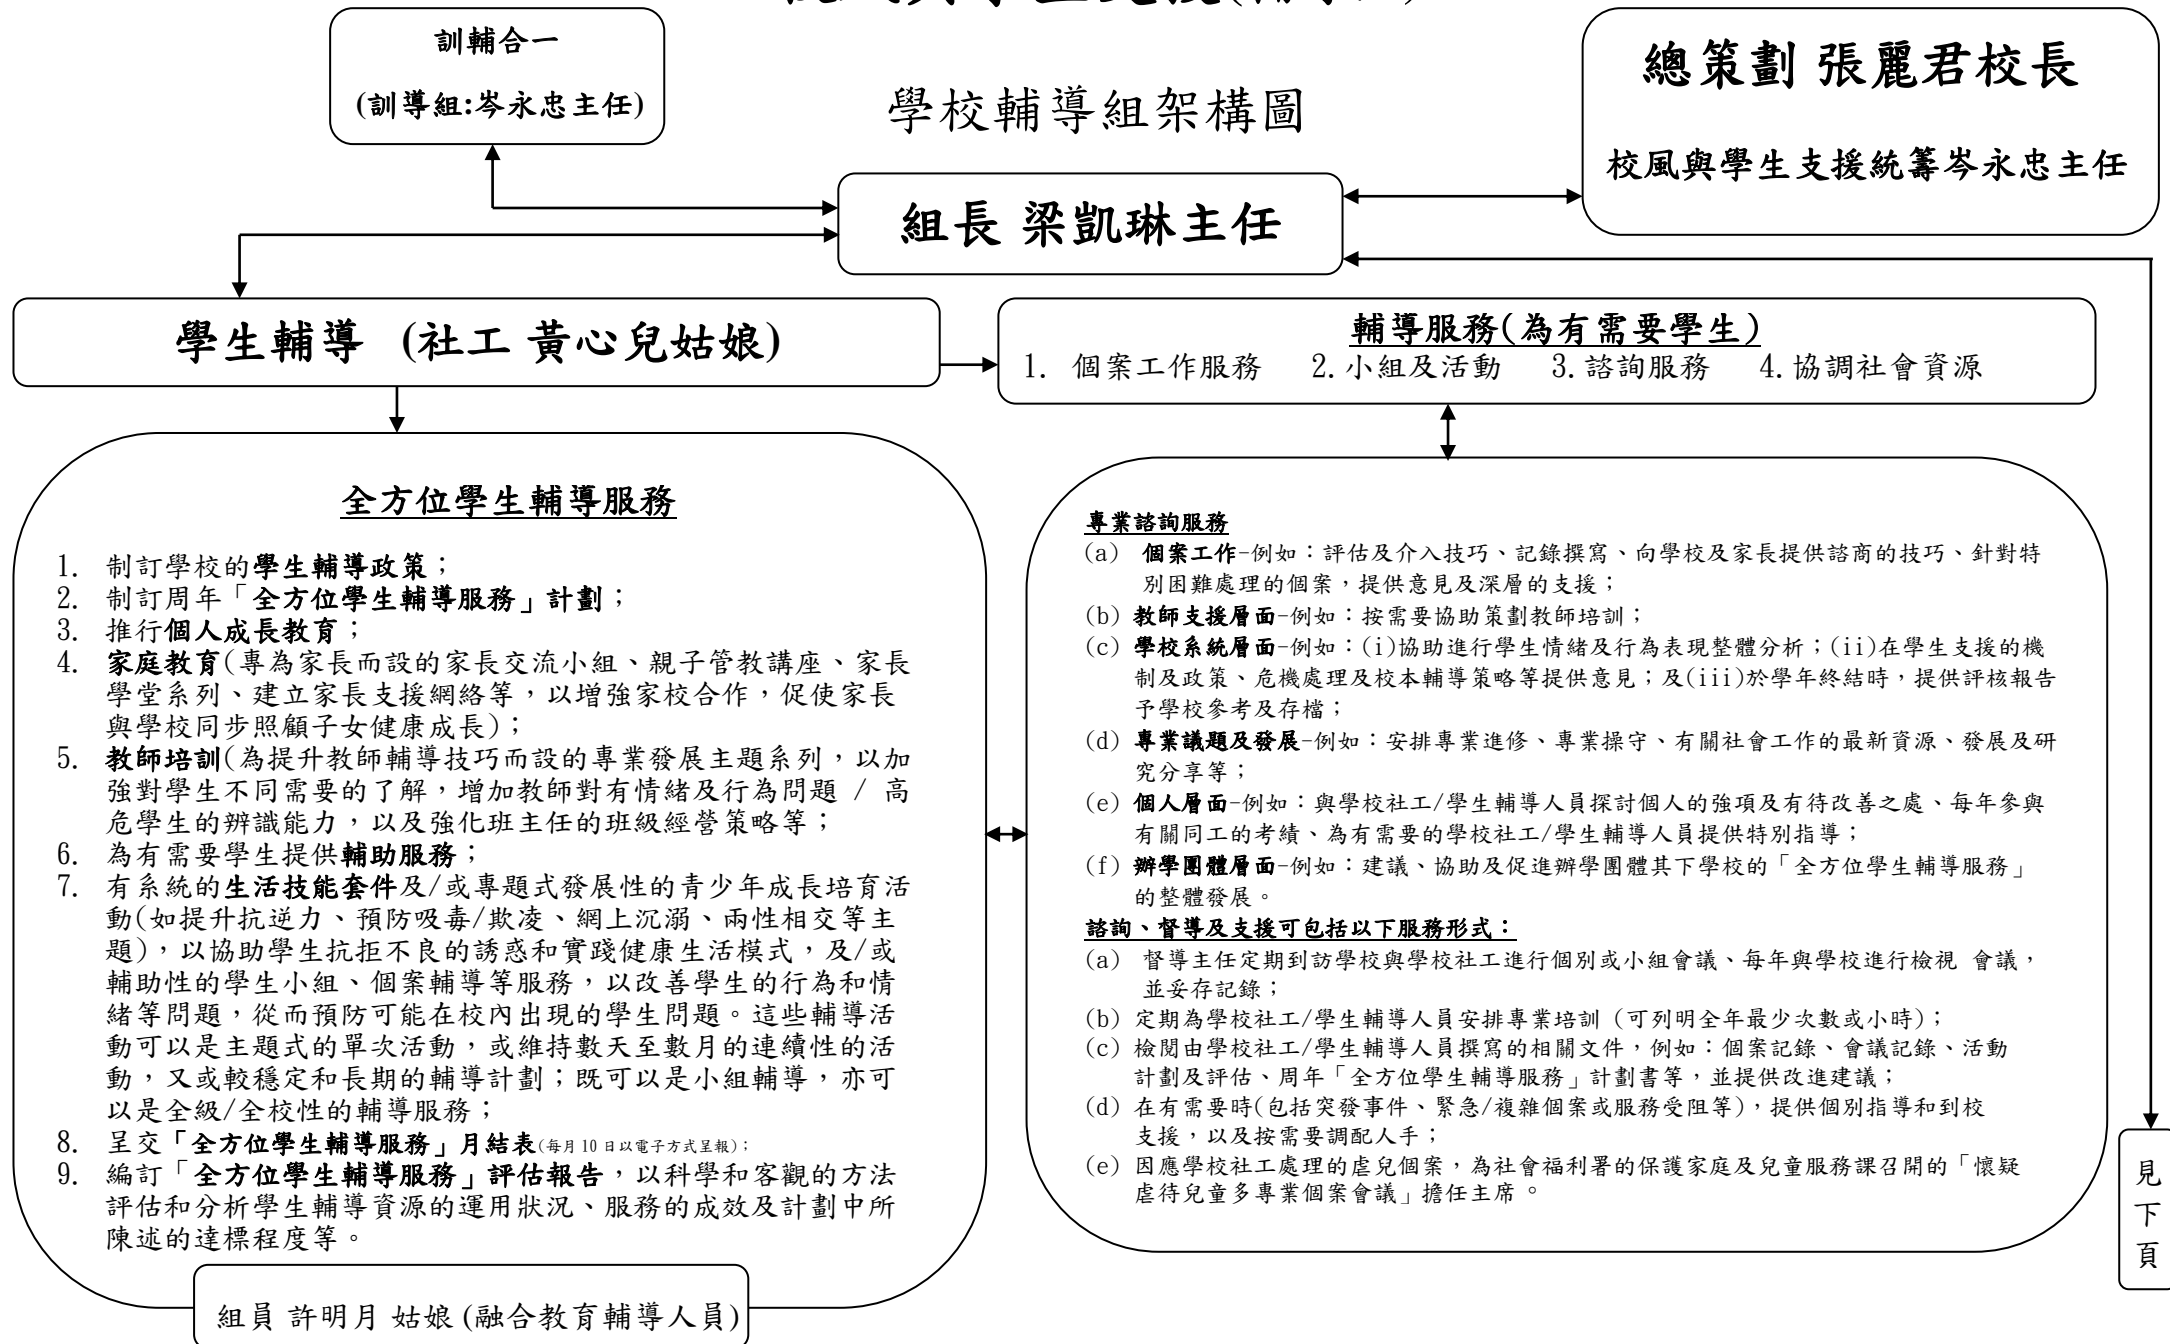 訓輔合一
(訓導組:岑永忠主任)
學校輔導組架構圖
總策劃 張麗君校長
校風與學生支援統籌岑永忠主任
組長 梁凱琳主任
學生輔導 (社工 黃心兒姑娘)
輔導服務(為有需要學生)
1. 個案工作服務 2.小組及活動 3.諮詢服務 4.協調社會資源
全方位學生輔導服務
1. 制訂學校的學生輔導政策；
2. 制訂周年「全方位學生輔導服務」計劃；
3. 推行個人成長教育；
4. 家庭教育(專為家長而設的家長交流小組、親子管教講座、家長
學堂系列、建立家長支援網絡等，以增強家校合作，促使家長
與學校同步照顧子女健康成長)；
5. 教師培訓(為提升教師輔導技巧而設的專業發展主題系列，以加
強對學生不同需要的了解，增加教師對有情緒及行為問題 / 高
危學生的辨識能力，以及強化班主任的班級經營策略等；
6. 為有需要學生提供輔助服務；
7. 有系統的生活技能套件及/或專題式發展性的青少年成長培育活
動(如提升抗逆力、預防吸毒/欺凌、網上沉溺、兩性相交等主
題)，以協助學生抗拒不良的誘惑和實踐健康生活模式，及/或
輔助性的學生小組、個案輔導等服務，以改善學生的行為和情
緒等問題，從而預防可能在校內出現的學生問題。這些輔導活
動可以是主題式的單次活動，或維持數天至數月的連續性的活
動，又或較穩定和長期的輔導計劃；既可以是小組輔導，亦可
以是全級/全校性的輔導服務；
8. 呈交「全方位學生輔導服務」月結表(每月 10 日以電子方式呈報)；
9. 編訂「全方位學生輔導服務」評估報告，以科學和客觀的方法
評估和分析學生輔導資源的運用狀況、服務的成效及計劃中所
陳述的達標程度等。
組員 許明月 姑娘 (融合教育輔導人員)
專業諮詢服務
(a) 個案工作-例如：評估及介入技巧、記錄撰寫、向學校及家長提供諮商的技巧、針對特
別困難處理的個案，提供意見及深層的支援；
(b) 教師支援層面-例如：按需要協助策劃教師培訓；
(c) 學校系統層面-例如：(i)協助進行學生情緒及行為表現整體分析；(ii)在學生支援的機
制及政策、危機處理及校本輔導策略等提供意見；及(iii)於學年終結時，提供評核報告
予學校參考及存檔；
(d) 專業議題及發展-例如：安排專業進修、專業操守、有關社會工作的最新資源、發展及研
究分享等；
(e) 個人層面-例如：與學校社工/學生輔導人員探討個人的強項及有待改善之處、每年參與
有關同工的考績、為有需要的學校社工/學生輔導人員提供特別指導；
(f) 辦學團體層面-例如：建議、協助及促進辦學團體其下學校的「全方位學生輔導服務」
的整體發展。
諮詢、督導及支援可包括以下服務形式：
(a) 督導主任定期到訪學校與學校社工進行個別或小組會議、每年與學校進行檢視 會議，
並妥存記錄；
(b) 定期為學校社工/學生輔導人員安排專業培訓 (可列明全年最少次數或小時)；
(c) 檢閱由學校社工/學生輔導人員撰寫的相關文件，例如：個案記錄、會議記錄、活動
計劃及評估、周年「全方位學生輔導服務」計劃書等，並提供改進建議；
(d) 在有需要時(包括突發事件、緊急/複雜個案或服務受阻等)，提供個別指導和到校
支援，以及按需要調配人手；
(e) 因應學校社工處理的虐兒個案，為社會福利署的保護家庭及兒童服務課召開的「懷疑
虐待兒童多專業個案會議」擔任主席。
見
下
頁